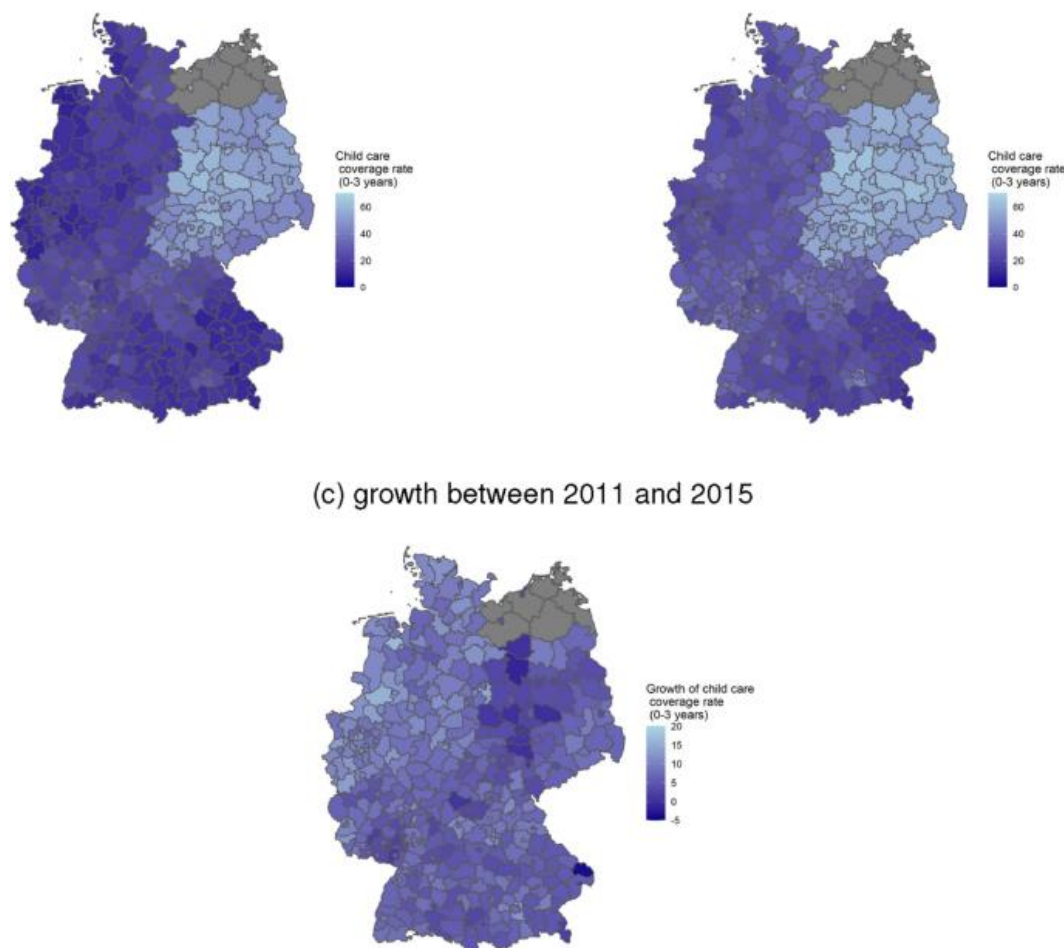 Child care
coverage rate
(0-3 years)
60
40
20
0
Child care
coverage rate
(0-3 years)
60
40
20
0
(c) growth between 2011 and 2015
Growth of child care
coverage rate
(0-3 years)
20
15
10
5
0
-5